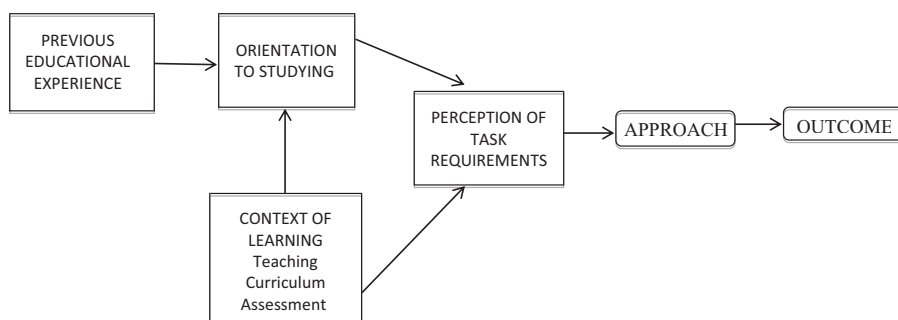 PREVIOUS
EDUCATIONAL
EXPERIENCE
ORIENTATION
TO STUDYING
PERCEPTION OF
TASK
REQUIREMENTS
APPROACH
OUTCOME
CONTEXT OF
LEARNING
Teaching
Curriculum
Assessment